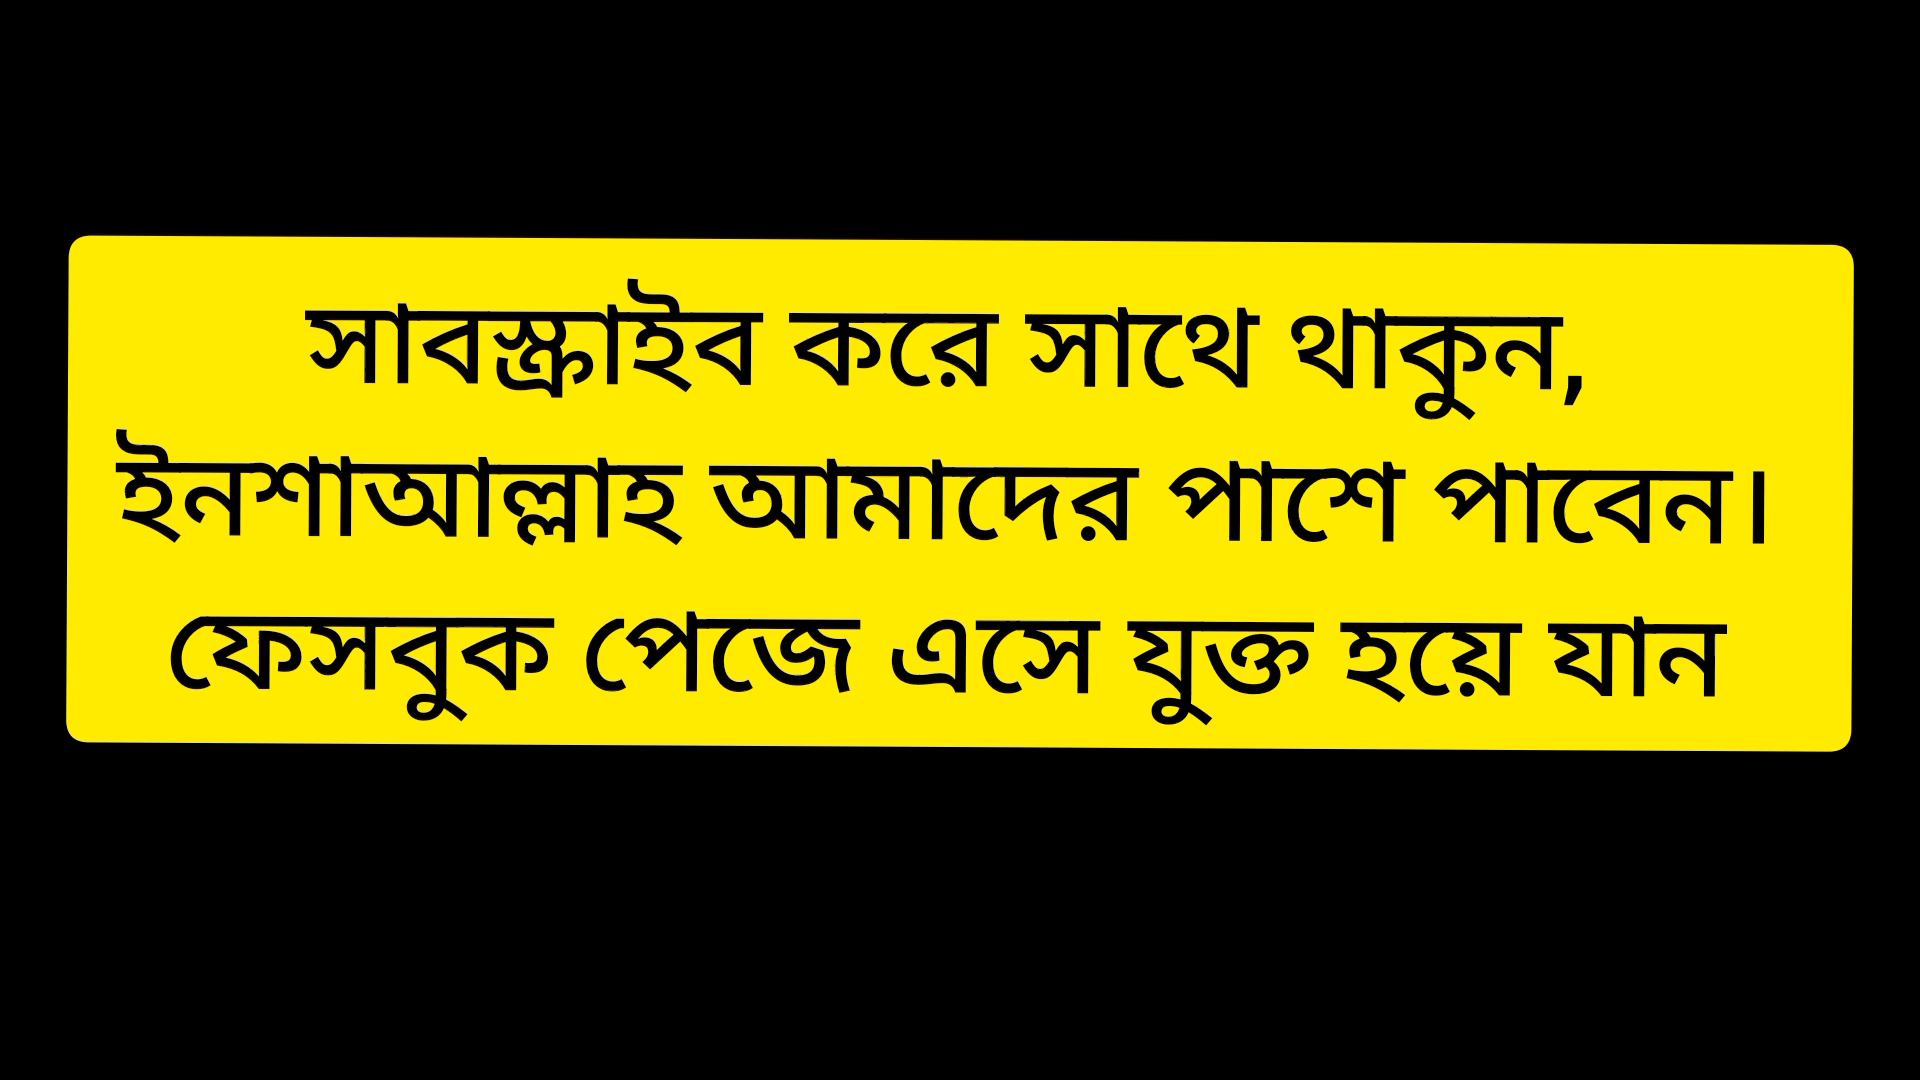 সাবস্ক্রাইব করে সাথে থাকুন,
ইনশাআল্লাহ আমাদের পাশে পাবেন।
ফেসবুক পেজে এসে যুক্ত হয়ে যান